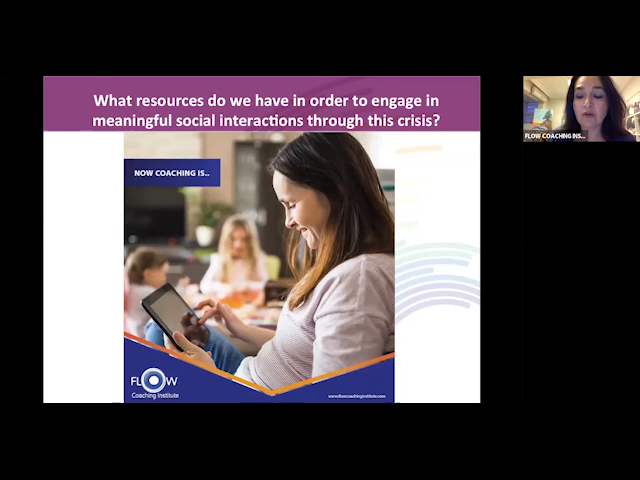 What resources do we have in order to engage in
meaningful social interactions through this crisis?
FLOW COACHING INS...
NOW COACHING IS..
FLOW
Coaching Institute
www.flowcoachinginstitute.com